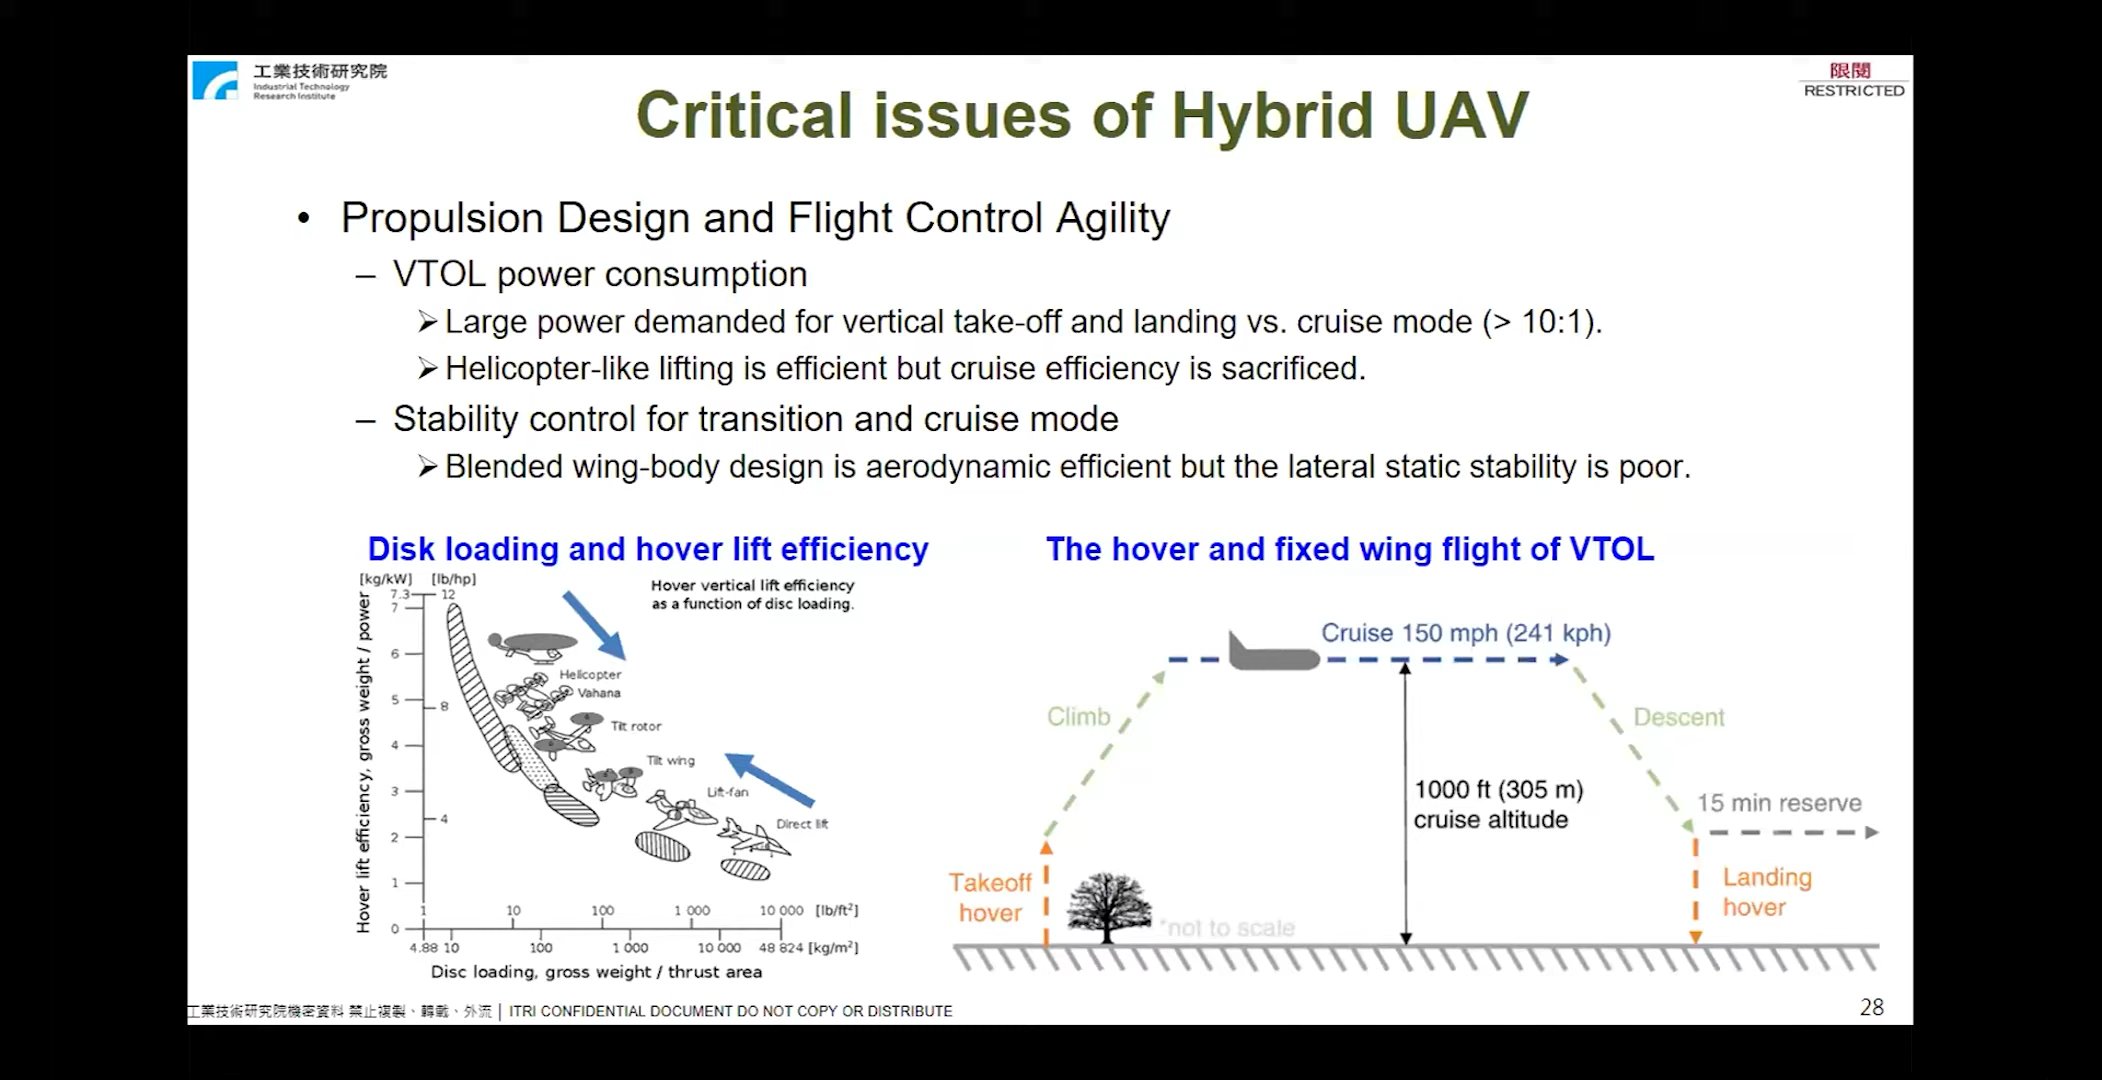 工業技術研究院
Industrial Technology
Research Institute
限閱
RESTRICTED
Critical issues of Hybrid UAV
• Propulsion Design and Flight Control Agility
– VTOL power consumption
➢ Large power demanded for vertical take-off and landing vs. cruise mode (> 10:1).
➢ Helicopter-like lifting is efficient but cruise efficiency is sacrificed.
– Stability control for transition and cruise mode
➢ Blended wing-body design is aerodynamic efficient but the lateral static stability is poor.
Disk loading and hover lift efficiency
[kg/kW] [lb/hp]
Hover vertical lift efficiency
as a function of disc loading.
Hover lift efficiency, gross weight / power
7.3 12
7
6
5
8
4
3
4
2
1
0
Helicopter
Vahana
Tilt rotor
Tilt wing
Lift-fan
Direct lift
1 10 100 1 000 10 000 [lb/ft²]
4.88 10 100 1 000 10 000 48 824 [kg/m²]
Disc loading, gross weight / thrust area
The hover and fixed wing flight of VTOL
Cruise 150 mph (241 kph)
Climb
Descent
1000 ft (305 m)
cruise altitude
15 min reserve
Takeoff
hover
Landing
hover
*not to scale
工業技術研究院機密資料 禁止複製、轉載、外流 | ITRI CONFIDENTIAL DOCUMENT DO NOT COPY OR DISTRIBUTE
28